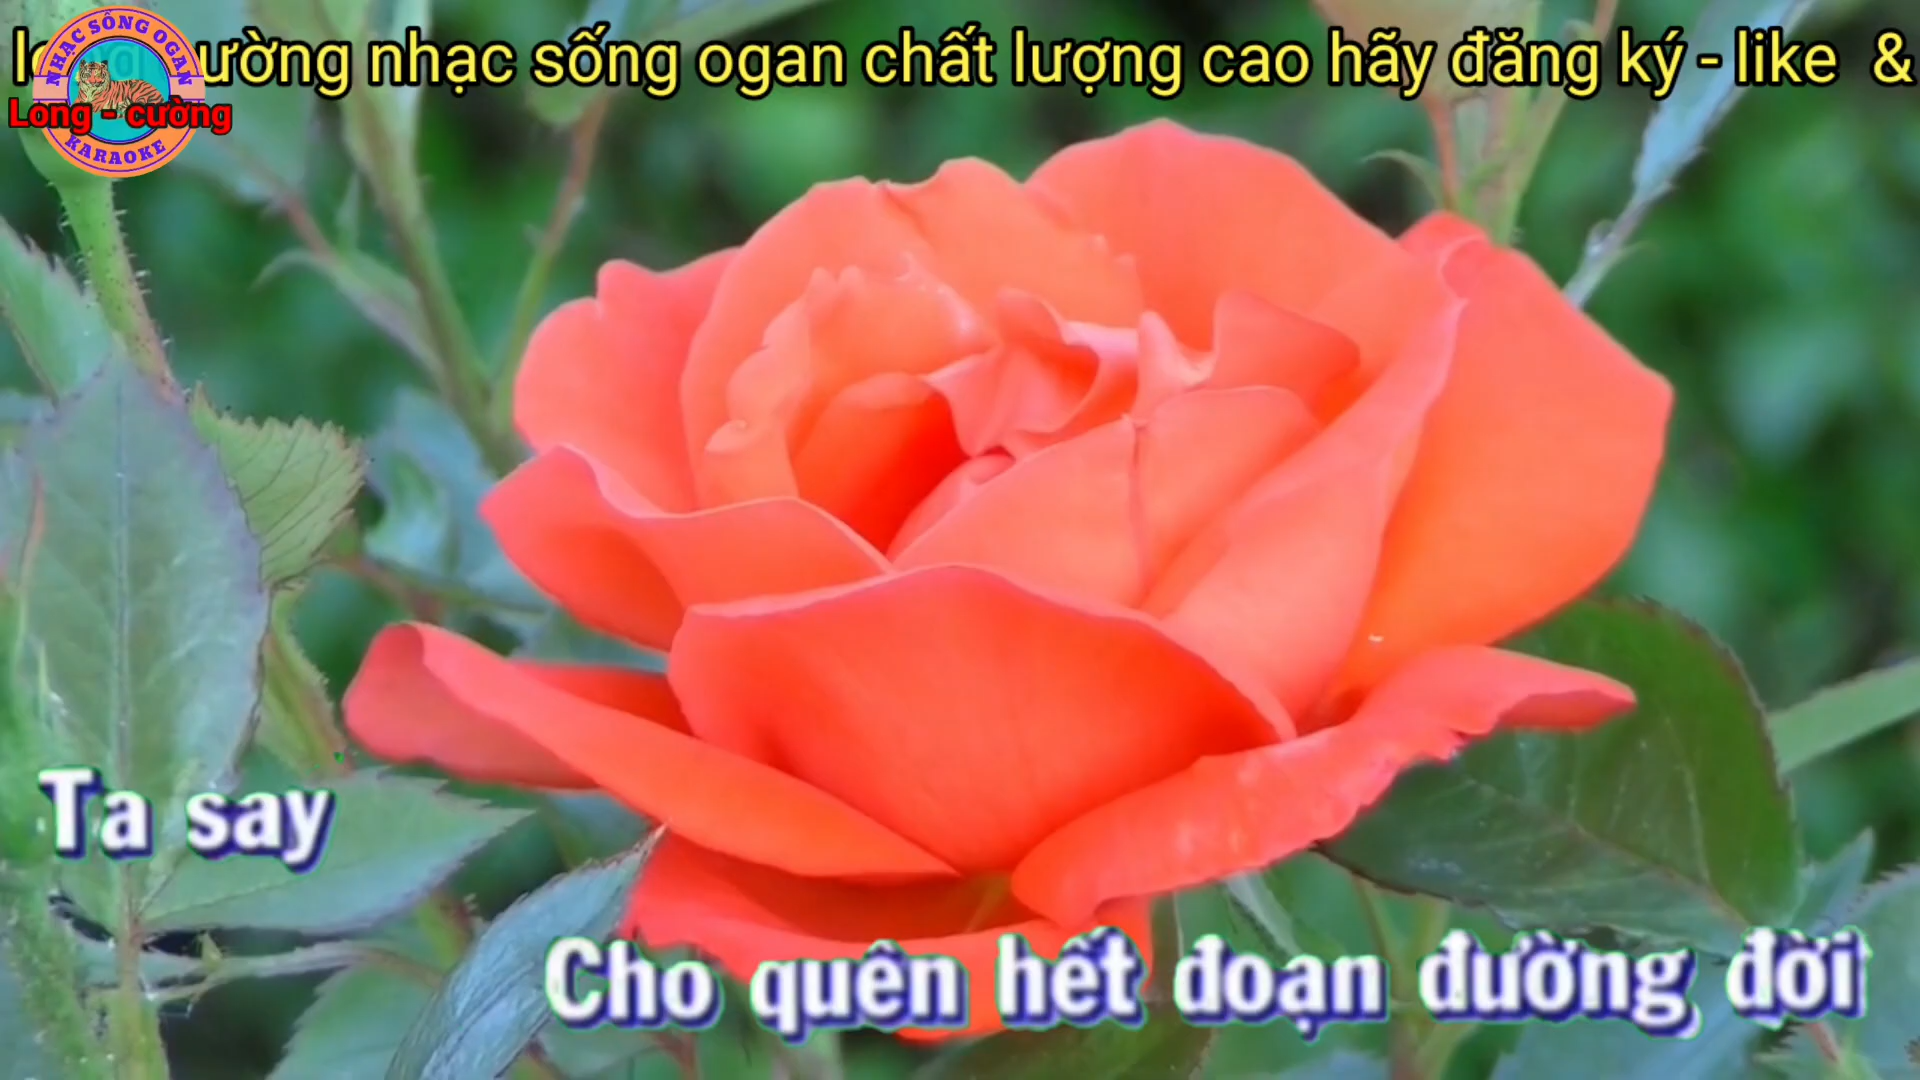 cường nhạc sống ogan chất lượng cao hãy đăng ký - like &
NHẠC SỐNG OGAN
Long - cường
KARAOKE
Ta say
Cho quên hết đoạn đường đời